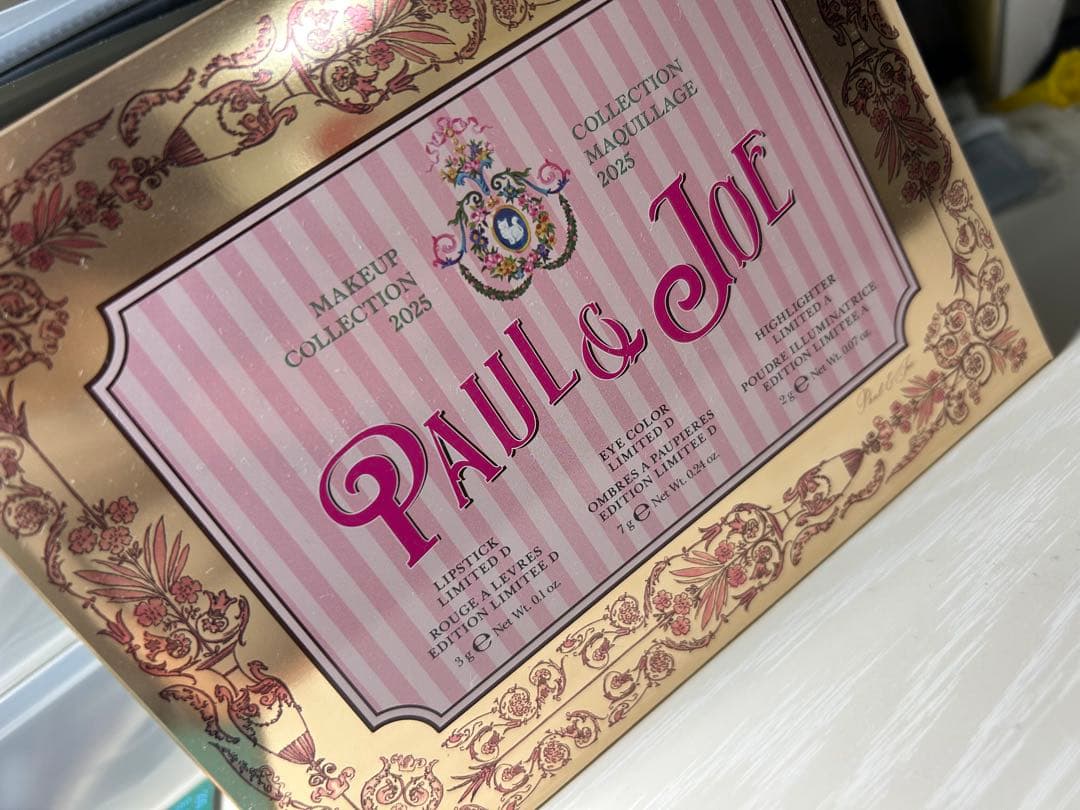 MAKEUP
COLLECTION
2025
COLLECTION
MAQUILLAGE
2025
PAUL & JOE
LIPSTICK
LIMITED D
ROUGE A LEVRES
EDITION LIMITEE D
3 g e Net Wt. 0.1 oz.
EYE COLOR
LIMITED D
OMBRES A PAUPIERES
EDITION LIMITEE D
7 g e Net Wt. 0.24 oz.
HIGHLIGHTER
LIMITED A
POUDRE ILLUMINATRICE
EDITION LIMITEE A
2 g e Net Wt. 0.07 oz.
Paul & Joe